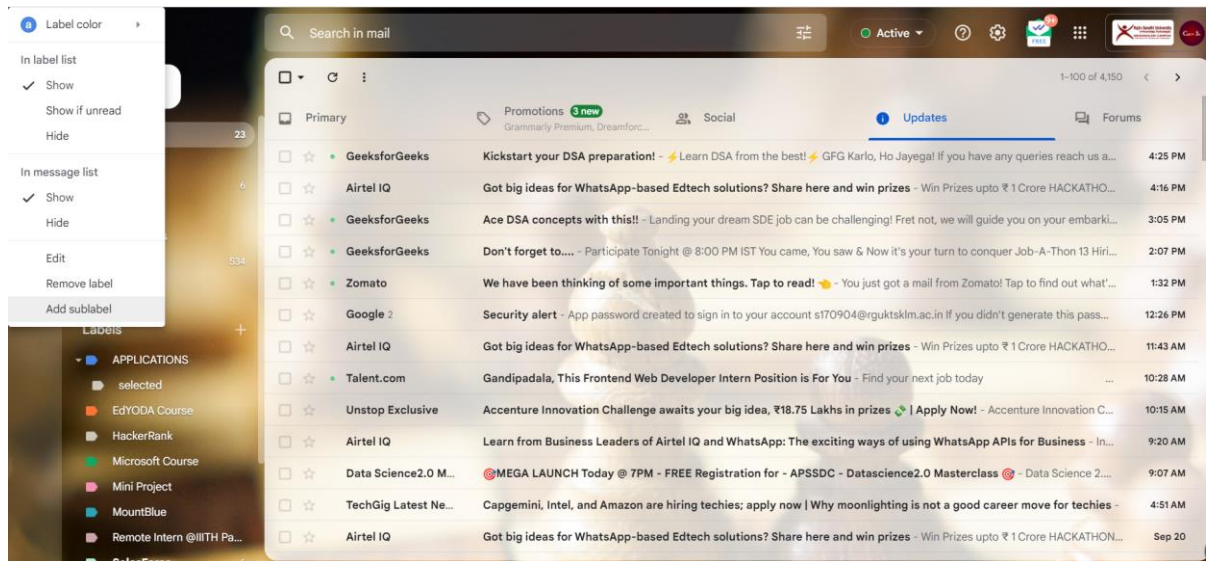 Label color
In label list
Show
Show if unread
Hide
In message list
Show
Hide
Edit
Remove label
Add sublabel
23
6
534
Labels
APPLICATIONS
selected
EdYODA Course
HackerRank
Microsoft Course
Mini Project
MountBlue
Remote Intern @IIITH Pa...
Search in mail
Active
9+
FREE
1–100 of 4,150
Primary
Promotions 3 new
Grammarly Premium, Dreamforc...
Social
Updates
Forums
GeeksforGeeks Kickstart your DSA preparation! - ⚡Learn DSA from the best!⚡ GFG Karlo, Ho Jayega! If you have any queries reach us a... 4:25 PM
Airtel IQ Got big ideas for WhatsApp-based Edtech solutions? Share here and win prizes - Win Prizes upto ₹ 1 Crore HACKATHO... 4:16 PM
GeeksforGeeks Ace DSA concepts with this!! - Landing your dream SDE job can be challenging! Fret not, we will guide you on your embarki... 3:05 PM
GeeksforGeeks Don't forget to.... - Participate Tonight @ 8:00 PM IST You came, You saw & Now it's your turn to conquer Job-A-Thon 13 Hiri... 2:07 PM
Zomato We have been thinking of some important things. Tap to read! 👈 - You just got a mail from Zomato! Tap to find out what'... 1:32 PM
Google 2 Security alert - App password created to sign in to your account s170904@rguktsklm.ac.in If you didn't generate this pass... 12:26 PM
Airtel IQ Got big ideas for WhatsApp-based Edtech solutions? Share here and win prizes - Win Prizes upto ₹ 1 Crore HACKATHO... 11:43 AM
Talent.com Gandipadala, This Frontend Web Developer Intern Position is For You - Find your next job today ... 10:28 AM
Unstop Exclusive Accenture Innovation Challenge awaits your big idea, ₹18.75 Lakhs in prizes 💸 | Apply Now! - Accenture Innovation C... 10:15 AM
Airtel IQ Learn from Business Leaders of Airtel IQ and WhatsApp: The exciting ways of using WhatsApp APIs for Business - In... 9:20 AM
Data Science2.0 M... 🎯MEGA LAUNCH Today @ 7PM - FREE Registration for - APSSDC - Datascience2.0 Masterclass 🎯 - Data Science 2.... 9:07 AM
TechGig Latest Ne... Capgemini, Intel, and Amazon are hiring techies; apply now | Why moonlighting is not a good career move for techies - 4:51 AM
Airtel IQ Got big ideas for WhatsApp-based Edtech solutions? Share here and win prizes - Win Prizes upto ₹ 1 Crore HACKATHON... Sep 20